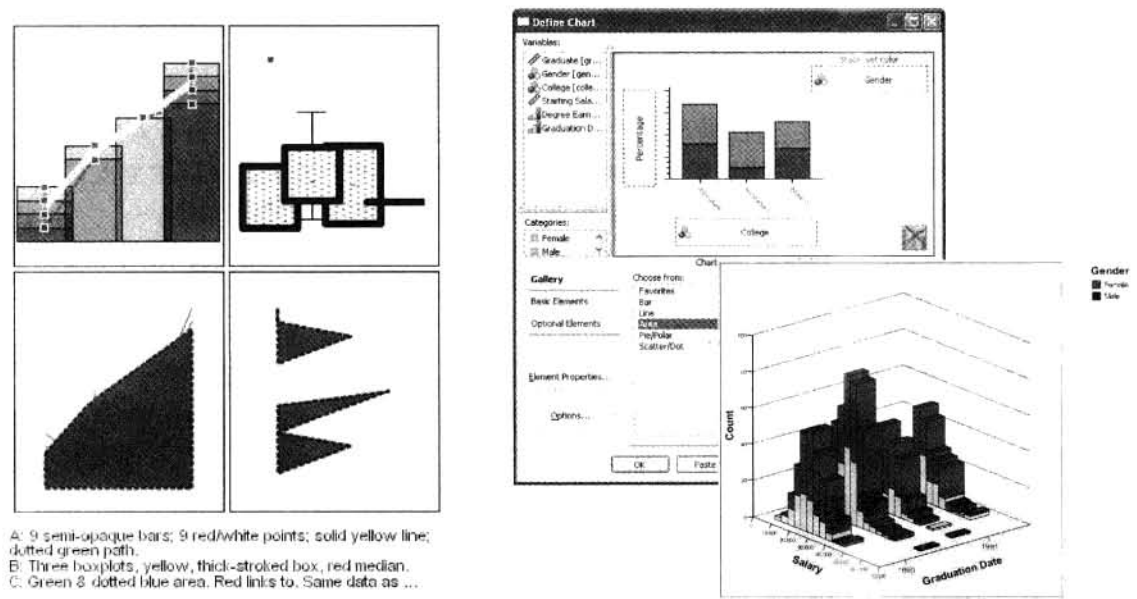 Define Chart
Variables:
Graduate [gr...
Gender [gen...
College [colle...
Starting Sala...
Degree Earn...
Graduation D...
Gender
Percentage
College
Categories:
Female
Male
Chart
Gallery
Choose from:
Basic Elements
Favorites
Optional Elements
Bar
Line
Area
Pie/Polar
Scatter/Dot
Element Properties...
Options...
OK
Paste
Gender
Female
Male
Count
Salary
Graduation Date
A: 9 semi-opaque bars; 9 red/white points; solid yellow line;
dotted green path.
B: Three boxplots, yellow, thick-stroked box, red median.
C: Green & dotted blue area. Red links to. Same data as ...